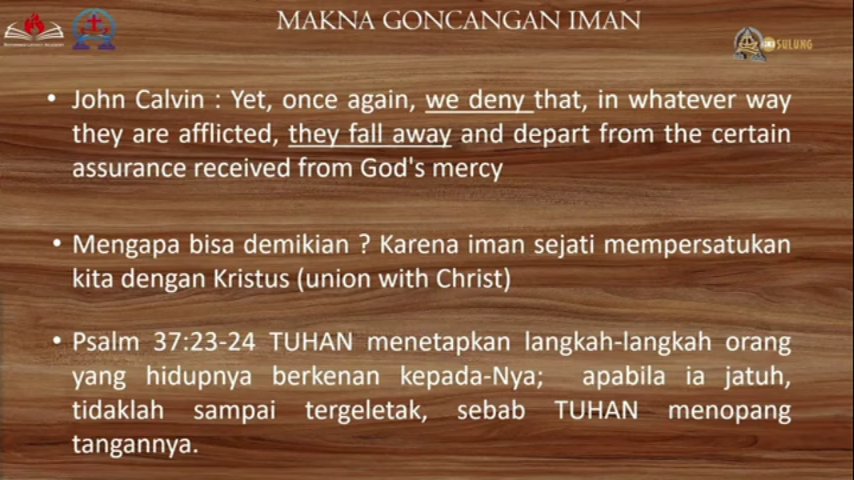 MAKNA GONCANGAN IMAN
SULUNG
• John Calvin : Yet, once again, we deny that, in whatever way
they are afflicted, they fall away and depart from the certain
assurance received from God's mercy
• Mengapa bisa demikian ? Karena iman sejati mempersatukan
kita dengan Kristus (union with Christ)
• Psalm 37:23-24 TUHAN menetapkan langkah-langkah orang
yang hidupnya berkenan kepada-Nya; apabila ia jatuh,
tidaklah sampai tergeletak, sebab TUHAN menopang
tangannya.